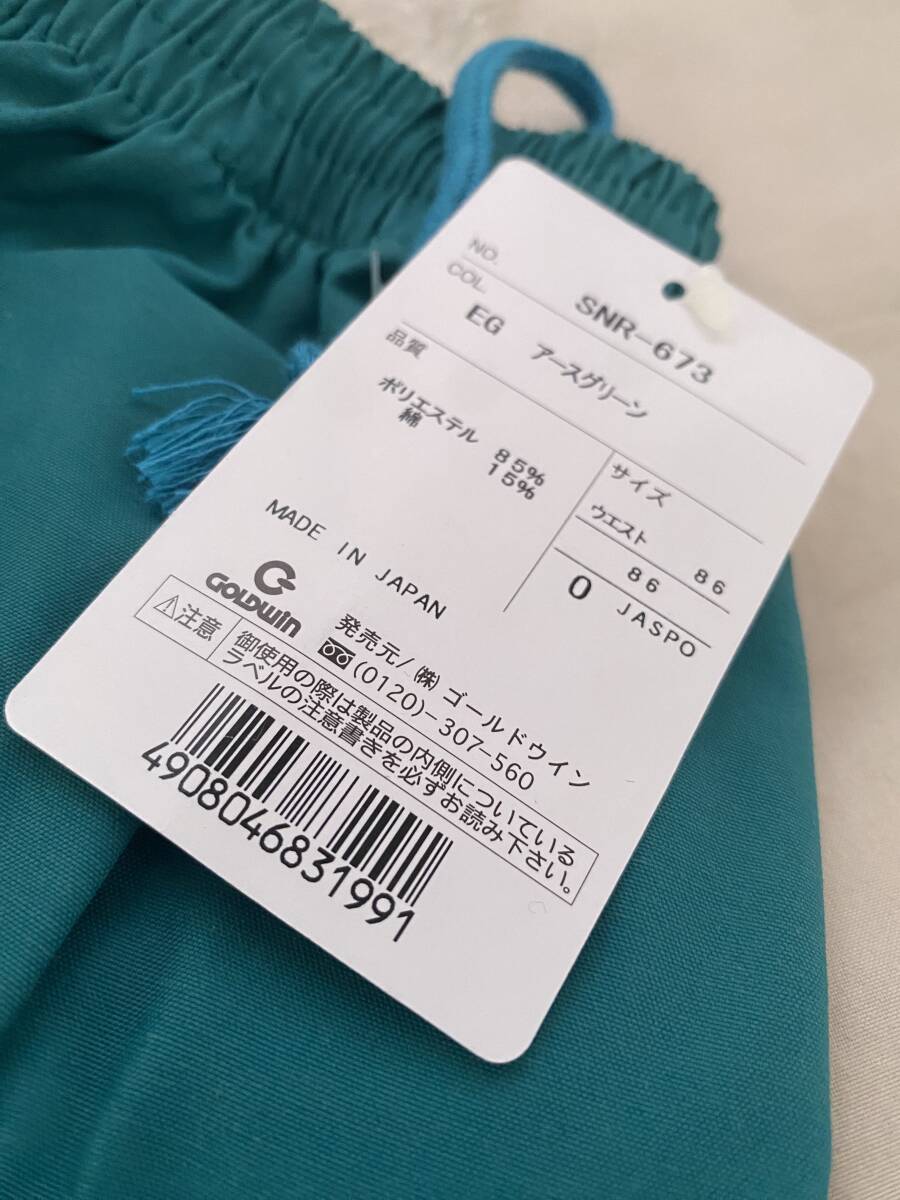 NO. SNR-673
COL. EG アースグリーン
品質
ポリエステル 85%
綿 15%
サイズ 86
ウエスト 86
O JASPO
MADE IN JAPAN
GOLDWIN
発売元/㈱ゴールドウイン
(0120)-307-560
⚠注意
御使用の際は製品の内側についている
ラベルの注意書きを必ずお読み下さい。
4908046831991